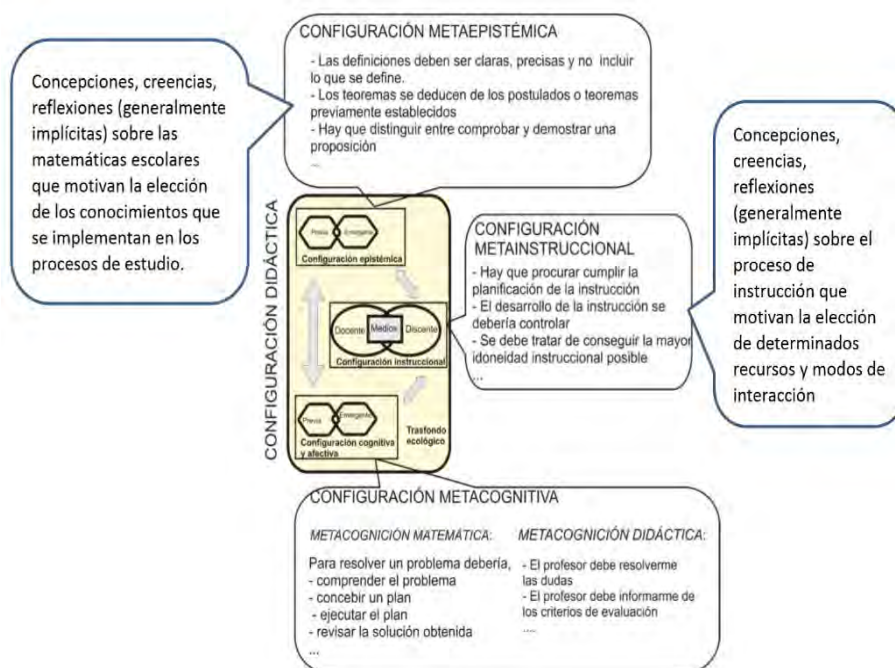 CONFIGURACIÓN METAEPISTÉMICA
- Las definiciones deben ser claras, precisas y no incluir
lo que se define.
- Los teoremas se deducen de los postulados o teoremas
previamente establecidos
- Hay que distinguir entre comprobar y demostrar una
proposición
...
Concepciones, creencias,
reflexiones (generalmente
implícitas) sobre las
matemáticas escolares
que motivan la elección
de los conocimientos que
se implementan en los
procesos de estudio.
CONFIGURACIÓN DIDÁCTICA
Previa
Emergente
Configuración epistémica
Docente
Medios
Discente
Configuración instruccional
Previa
Emergente
Configuración cognitiva
y afectiva
Trasfondo
ecológico
CONFIGURACIÓN
METAINSTRUCCIONAL
- Hay que procurar cumplir la
planificación de la instrucción
- El desarrollo de la instrucción se
debería controlar
- Se debe tratar de conseguir la mayor
idoneidad instruccional posible
...
Concepciones,
creencias,
reflexiones
(generalmente
implícitas) sobre el
proceso de
instrucción que
motivan la elección
de determinados
recursos y modos de
interacción
CONFIGURACIÓN METACOGNITIVA
METACOGNICIÓN MATEMÁTICA:
Para resolver un problema debería,
- comprender el problema
- concebir un plan
- ejecutar el plan
- revisar la solución obtenida
...
METACOGNICIÓN DIDÁCTICA:
- El profesor debe resolverme
las dudas
- El profesor debe informarme de
los criterios de evaluación
....